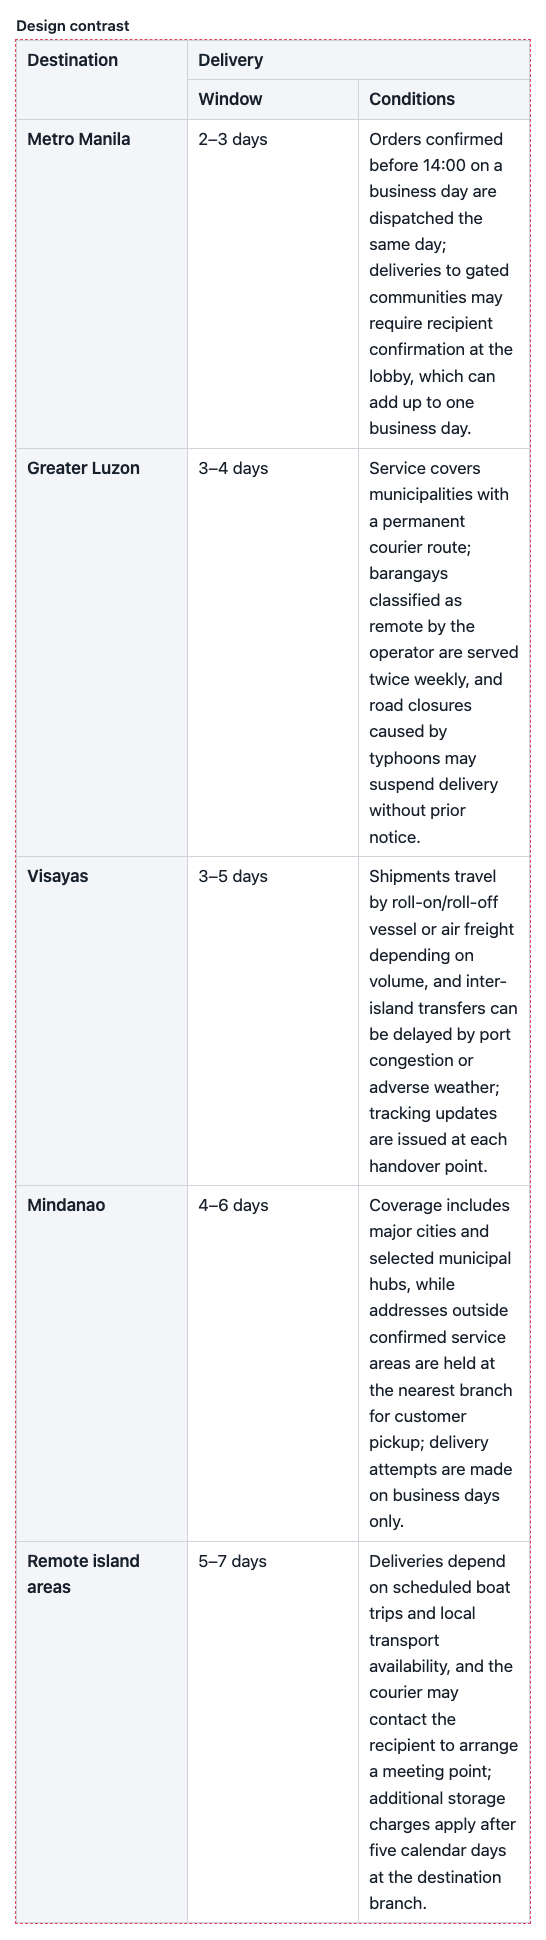 Design contrast
Destination
Delivery
Window
Conditions
Metro Manila
2–3 days
Orders confirmed
before 14:00 on a
business day are
dispatched the
same day;
deliveries to gated
communities may
require recipient
confirmation at the
lobby, which can
add up to one
business day.
Greater Luzon
3–4 days
Service covers
municipalities with
a permanent
courier route;
barangays
classified as
remote by the
operator are served
twice weekly, and
road closures
caused by
typhoons may
suspend delivery
without prior
notice.
Visayas
3–5 days
Shipments travel
by roll-on/roll-off
vessel or air freight
depending on
volume, and inter-
island transfers can
be delayed by port
congestion or
adverse weather;
tracking updates
are issued at each
handover point.
Mindanao
4–6 days
Coverage includes
major cities and
selected municipal
hubs, while
addresses outside
confirmed service
areas are held at
the nearest branch
for customer
pickup; delivery
attempts are made
on business days
only.
Remote island
areas
5–7 days
Deliveries depend
on scheduled boat
trips and local
transport
availability, and the
courier may
contact the
recipient to arrange
a meeting point;
additional storage
charges apply after
five calendar days
at the destination
branch.